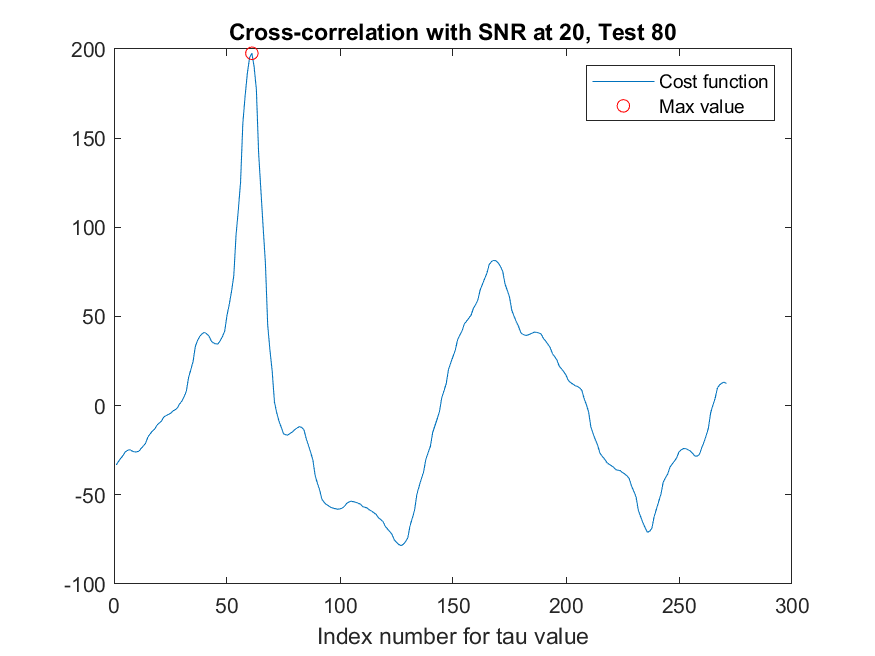 Cross-correlation with SNR at 20, Test 80
200
150
100
50
0
-50
-100
Cost function
Max value
0 50 100 150 200 250 300
Index number for tau value